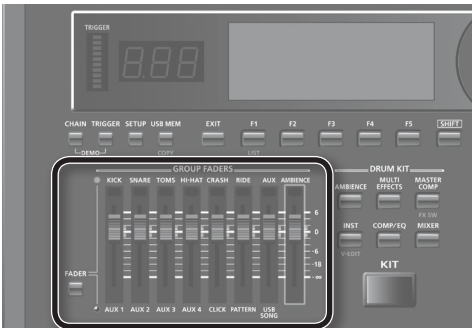 TRIGGER
8.8.8.
CHAIN TRIGGER SETUP USB MEM EXIT F1 F2 F3 F4 F5 SHIFT
DEMO COPY LIST
GROUP FADERS
KICK SNARE TOMS HI-HAT CRASH RIDE AUX AMBIENCE
6
0
-6
-18
-∞
FADER
AUX 1 AUX 2 AUX 3 AUX 4 CLICK PATTERN USB SONG
DRUM KIT
AMBIENCE MULTI EFFECTS MASTER COMP
FX SW
INST COMP/EQ MIXER
V-EDIT
KIT